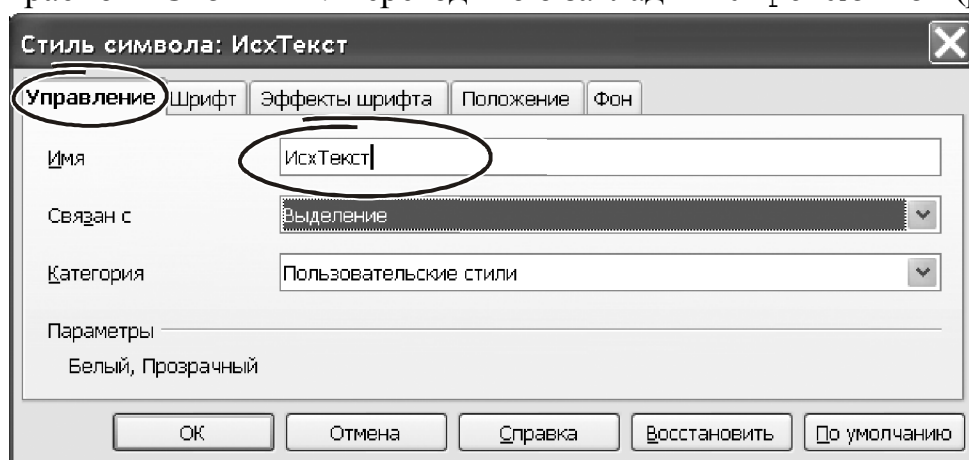 Стиль символа: ИсхТекст
Управление Шрифт Эффекты шрифта Положение Фон
Имя ИсхТекст
Связан с Выделение
Категория Пользовательские стили
Параметры
Белый, Прозрачный
ОК Отмена Справка Восстановить По умолчанию